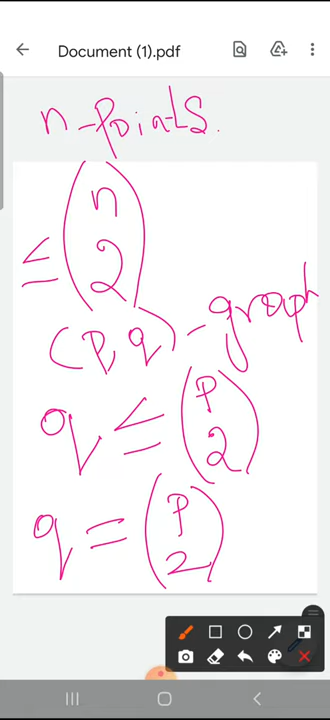 Document (1).pdf
n-points.
≤ (n 2)
(P, q) - graph
q ≤ (P 2)
q = (P 2)